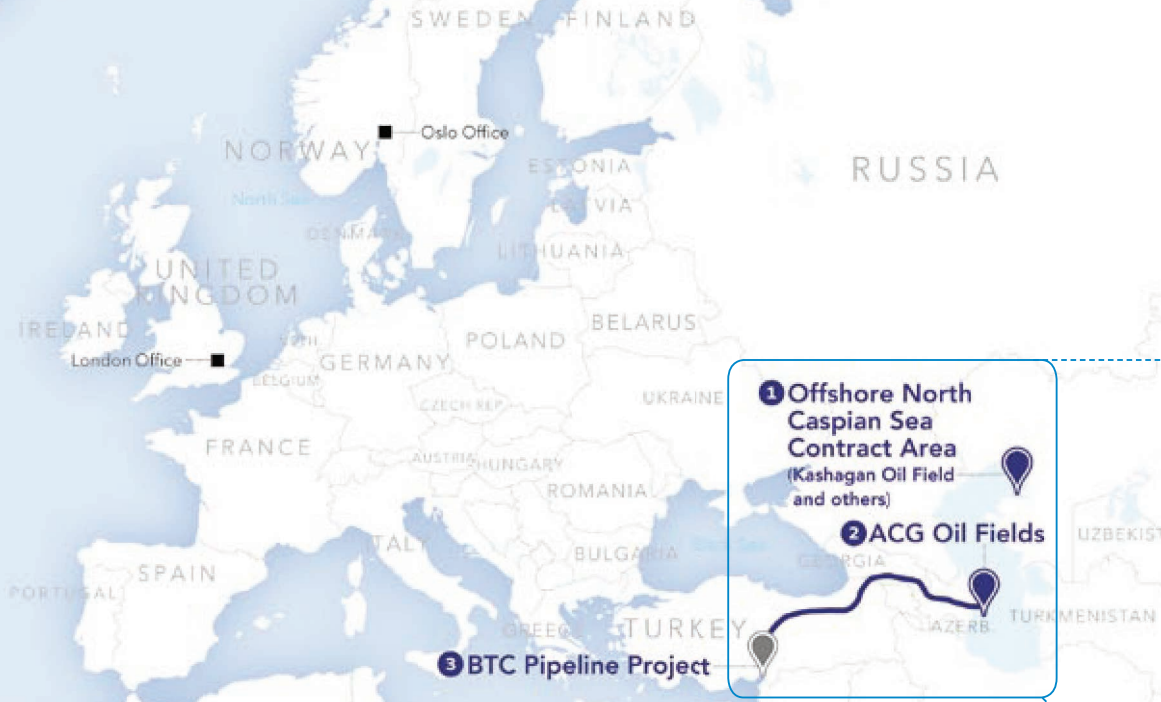 SWEDEN
FINLAND
Oslo Office
NORWAY
ESTONIA
RUSSIA
North Sea
LATVIA
DENMARK
LITHUANIA
UNITED
KINGDOM
IRELAND
BELARUS
POLAND
London Office
GERMANY
BELGIUM
UKRAINE
CZECH REP
FRANCE
AUSTRIA
HUNGARY
ROMANIA
1 Offshore North
Caspian Sea
Contract Area
(Kashagan Oil Field
and others)
2 ACG Oil Fields
UZBEKIST
ITALY
BULGARIA
GEORGIA
SPAIN
PORTUGAL
GREECE
TURKEY
AZERB.
TURKMENISTAN
3 BTC Pipeline Project